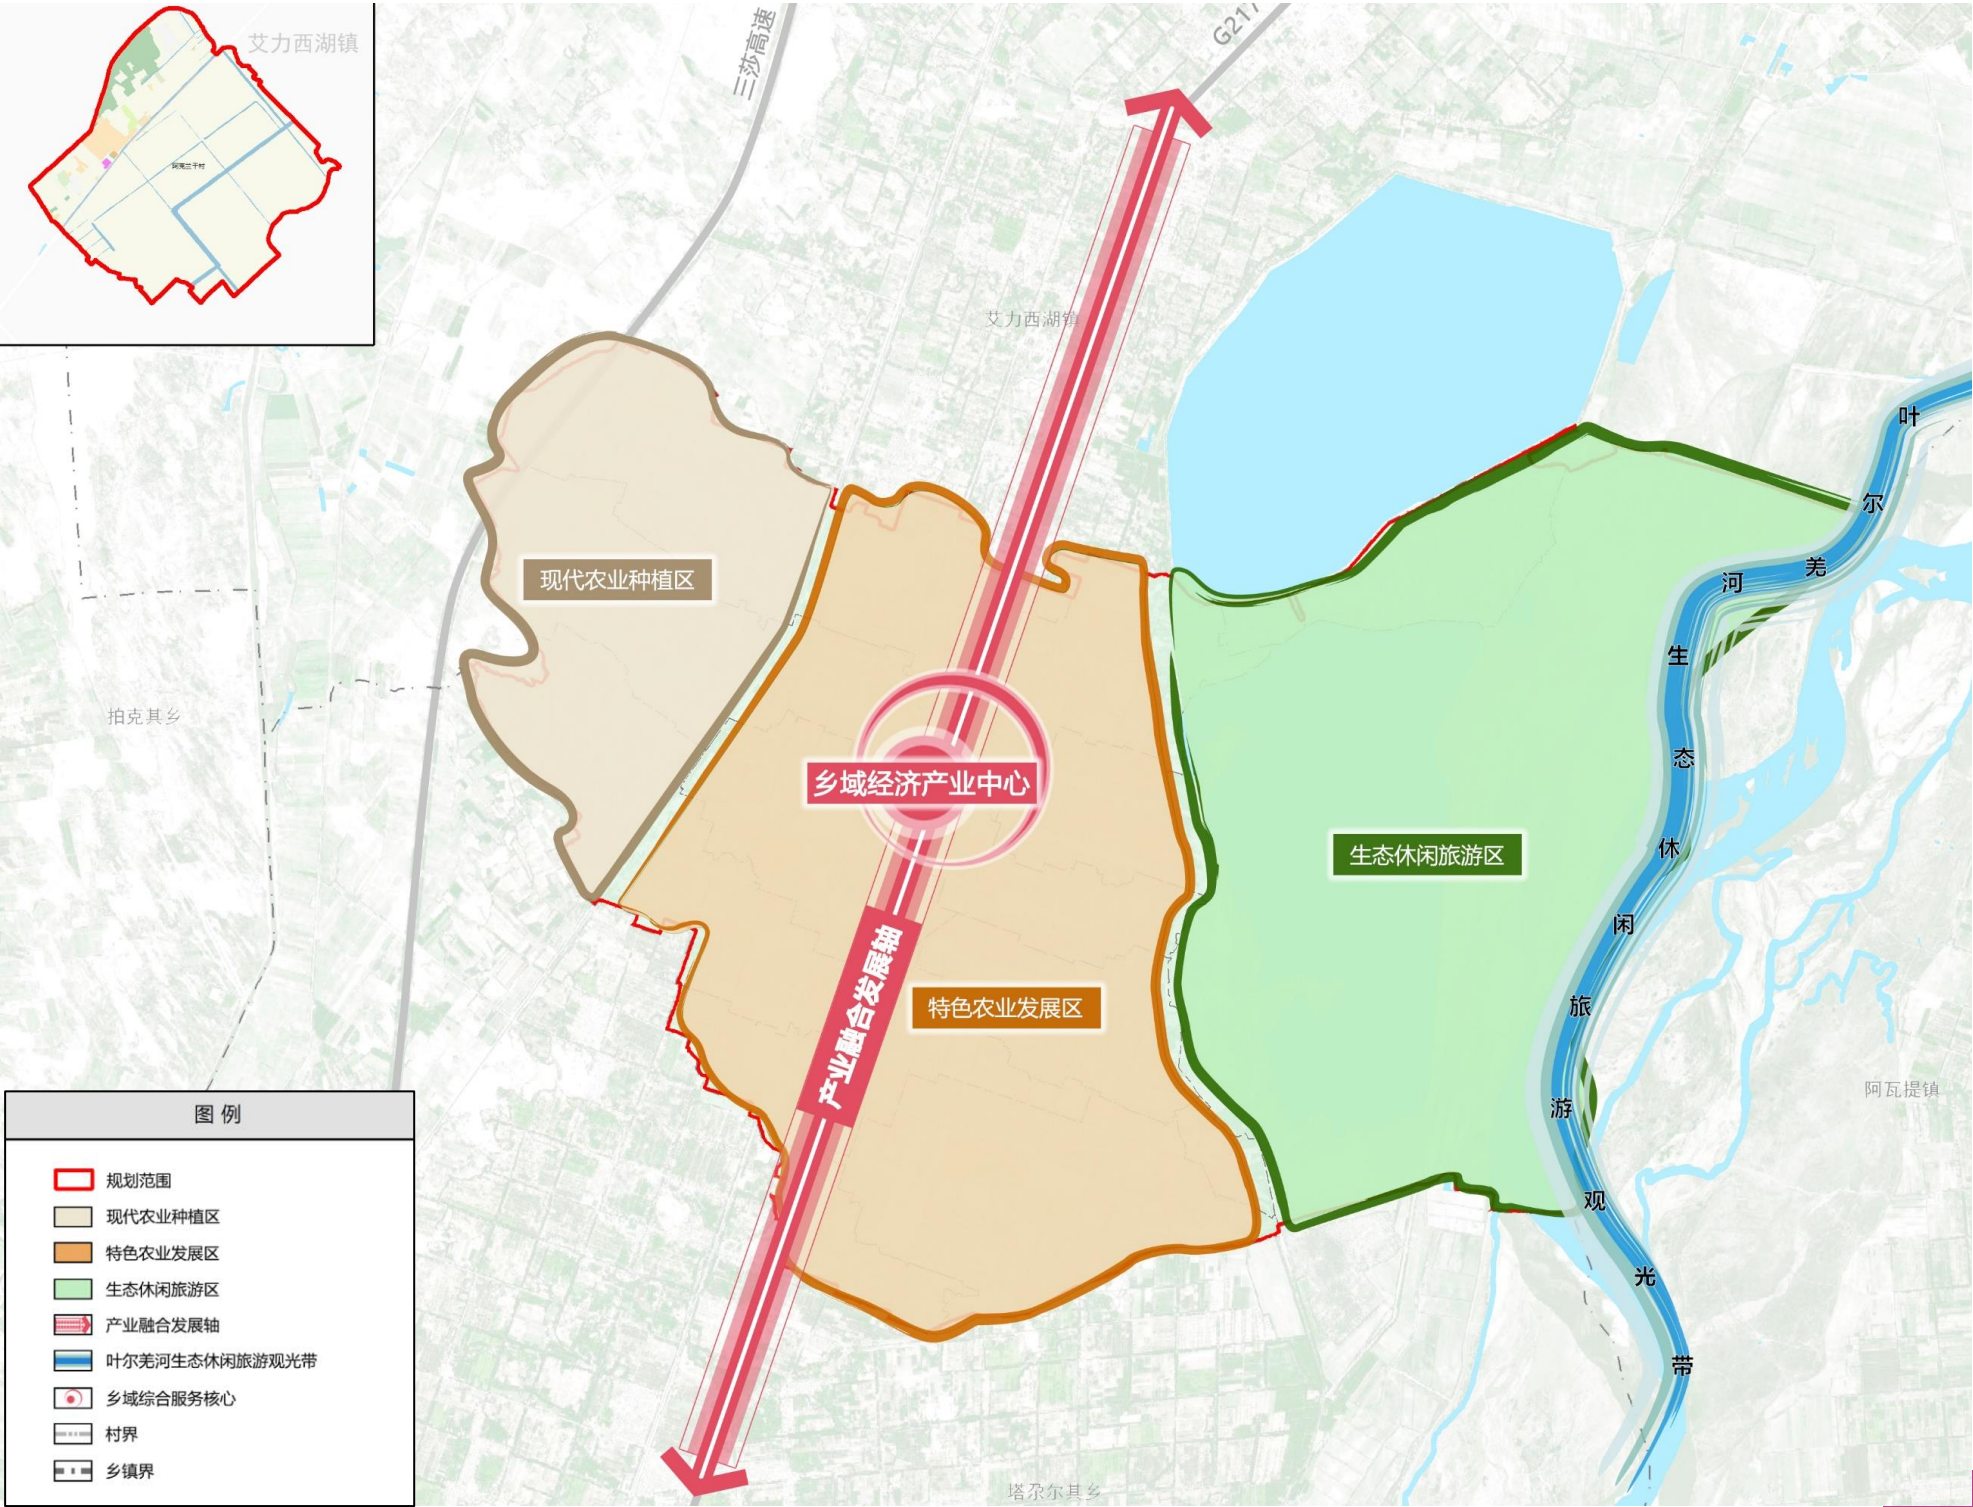 艾力西湖镇
阿克兰干村
三莎高速
G217
艾力西湖镇
现代农业种植区
拍克其乡
乡域经济产业中心
生态休闲旅游区
特色农业发展区
产业融合发展轴
叶尔羌河生态休闲旅游观光带
阿瓦提镇
塔尕尔其乡
图例
规划范围
现代农业种植区
特色农业发展区
生态休闲旅游区
产业融合发展轴
叶尔羌河生态休闲旅游观光带
乡域综合服务核心
村界
乡镇界